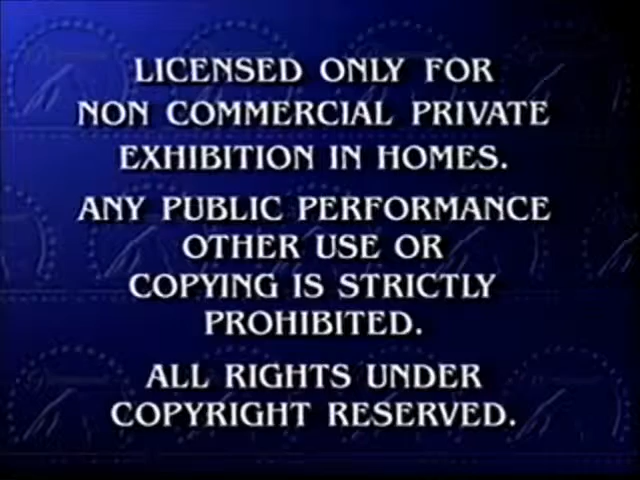 LICENSED ONLY FOR
NON COMMERCIAL PRIVATE
EXHIBITION IN HOMES.
ANY PUBLIC PERFORMANCE
OTHER USE OR
COPYING IS STRICTLY
PROHIBITED.
ALL RIGHTS UNDER
COPYRIGHT RESERVED.